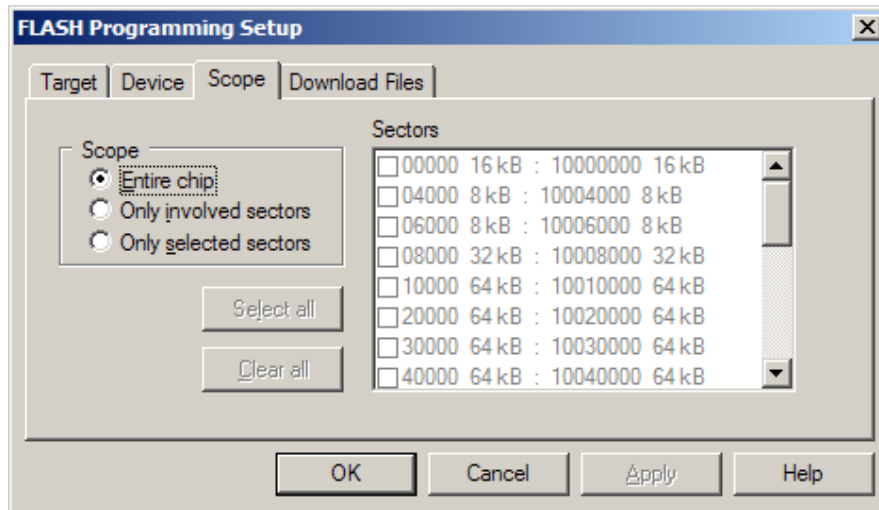 FLASH Programming Setup
Target Device Scope Download Files
Scope
Entire chip
Only involved sectors
Only selected sectors
Select all
Clear all
Sectors
00000 16 kB : 10000000 16 kB
04000 8 kB : 10004000 8 kB
06000 8 kB : 10006000 8 kB
08000 32 kB : 10008000 32 kB
10000 64 kB : 10010000 64 kB
20000 64 kB : 10020000 64 kB
30000 64 kB : 10030000 64 kB
40000 64 kB : 10040000 64 kB
OK Cancel Apply Help